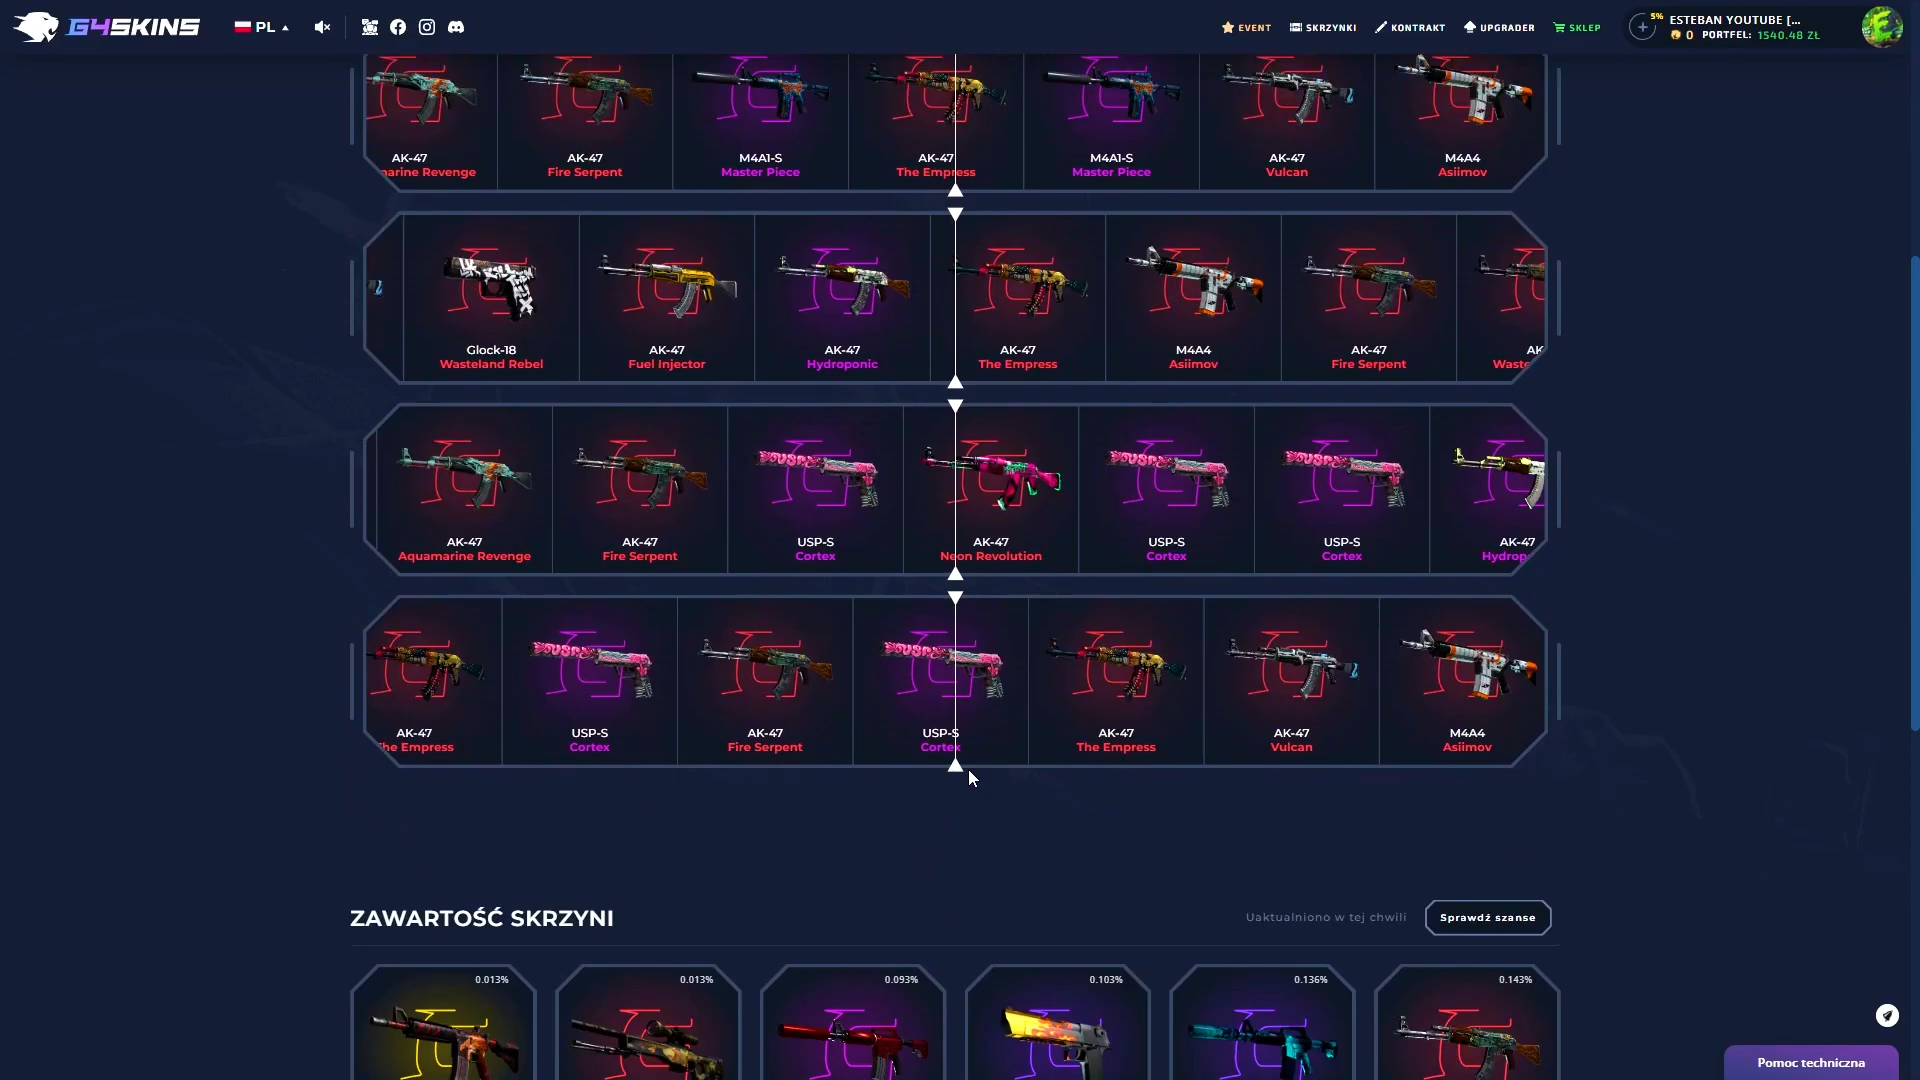 G4SKINS
PL
EVENT
SKRZYNKI
KONTRAKT
UPGRADER
SKLEP
5%
ESTEBAN YOUTUBE [...
0 PORTFEL: 1540.48 ZŁ
AK-47
AK-47
M4A1-S
AK-47
M4A1-S
AK-47
M4A4
marine Revenge
Fire Serpent
Master Piece
The Empress
Master Piece
Vulcan
Asiimov
Glock-18
AK-47
AK-47
AK-47
M4A4
AK-47
AK
Wasteland Rebel
Fuel Injector
Hydroponic
The Empress
Asiimov
Fire Serpent
Waste
AK-47
AK-47
USP-S
AK-47
USP-S
USP-S
AK-47
Aquamarine Revenge
Fire Serpent
Cortex
Neon Revolution
Cortex
Cortex
Hydrop
AK-47
USP-S
AK-47
USP-S
AK-47
AK-47
M4A4
The Empress
Cortex
Fire Serpent
Cortex
The Empress
Vulcan
Asiimov
ZAWARTOŚĆ SKRZYNI
Uaktualniono w tej chwili
Sprawdź szanse
0.013%
0.013%
0.093%
0.103%
0.136%
0.143%
Pomoc techniczna